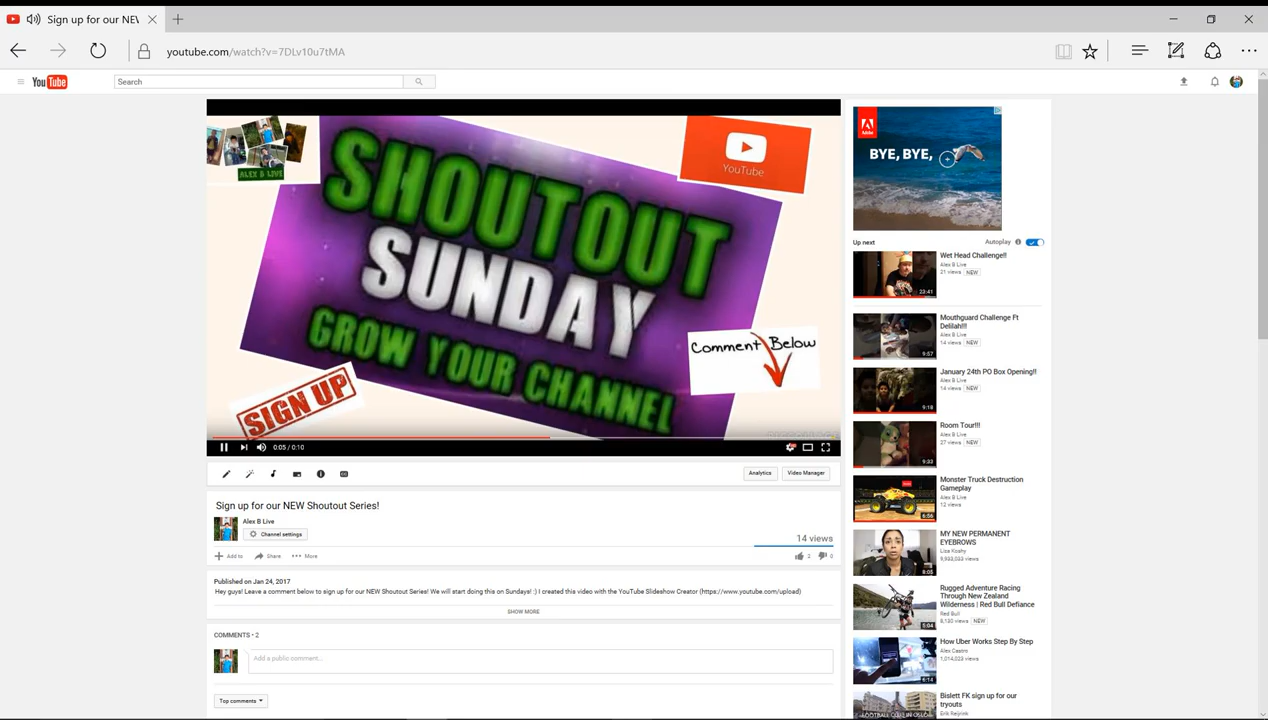 Sign up for our NEW
youtube.com/watch?v=7DLv10u7tMA
YouTube
Search
ALEX B LIVE
SHOUTOUT
SUNDAY
GROW YOUR CHANNEL
SIGN UP
YouTube
Comment Below
0:05 / 0:10
Analytics
Video Manager
Sign up for our NEW Shoutout Series!
Alex B Live
Channel settings
14 views
Add to
Share
More
2
0
Published on Jan 24, 2017
Hey guys! Leave a comment below to sign up for our NEW Shoutout Series! We will start doing this on Sundays! :) I created this video with the YouTube Slideshow Creator (https://www.youtube.com/upload)
SHOW MORE
COMMENTS • 2
Add a public comment...
Top comments
Adobe
BYE, BYE,
Up next
Autoplay
Wet Head Challenge!!
Alex B Live
21 views NEW
23:41
Mouthguard Challenge Ft
Delilah!!!
Alex B Live
14 views NEW
9:57
January 24th PO Box Opening!!
Alex B Live
14 views NEW
9:18
Room Tour!!!
Alex B Live
27 views NEW
9:33
Monster Truck Destruction
Gameplay
Alex B Live
12 views
6:56
MY NEW PERMANENT
EYEBROWS
Liza Koshy
9,933,033 views
8:05
Rugged Adventure Racing
Through New Zealand
Wilderness | Red Bull Defiance
Red Bull
8,130 views NEW
5:04
How Uber Works Step By Step
Alex Castro
1,014,023 views
6:14
Bislett FK sign up for our
tryouts
Erik Reijrink